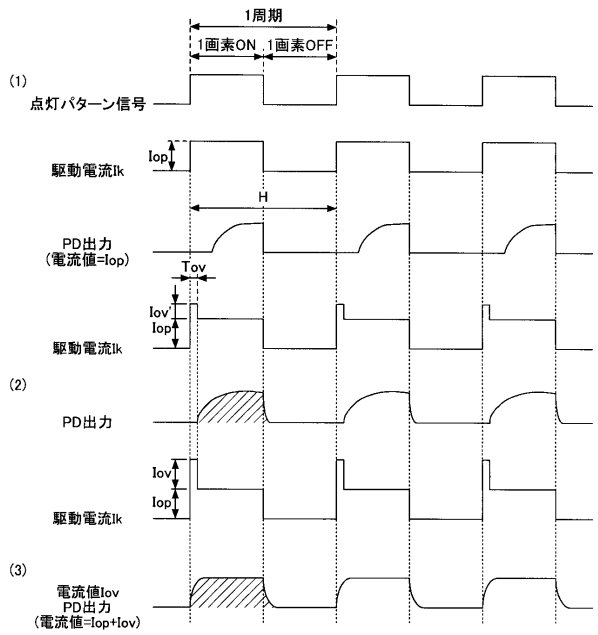 1周期
1画素ON 1画素OFF
(1)
点灯パターン信号
Iop
駆動電流Ik
H
PD出力
(電流値=Iop)
Tov
Iov'
Iop
駆動電流Ik
(2)
PD出力
Iov
Iop
駆動電流Ik
(3)
電流値Iov
PD出力
(電流値=Iop+Iov)